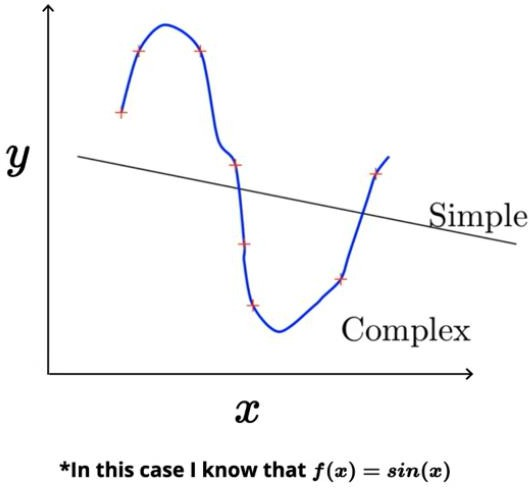 y
Simple
Complex
x
*In this case I know that f(x) = sin(x)